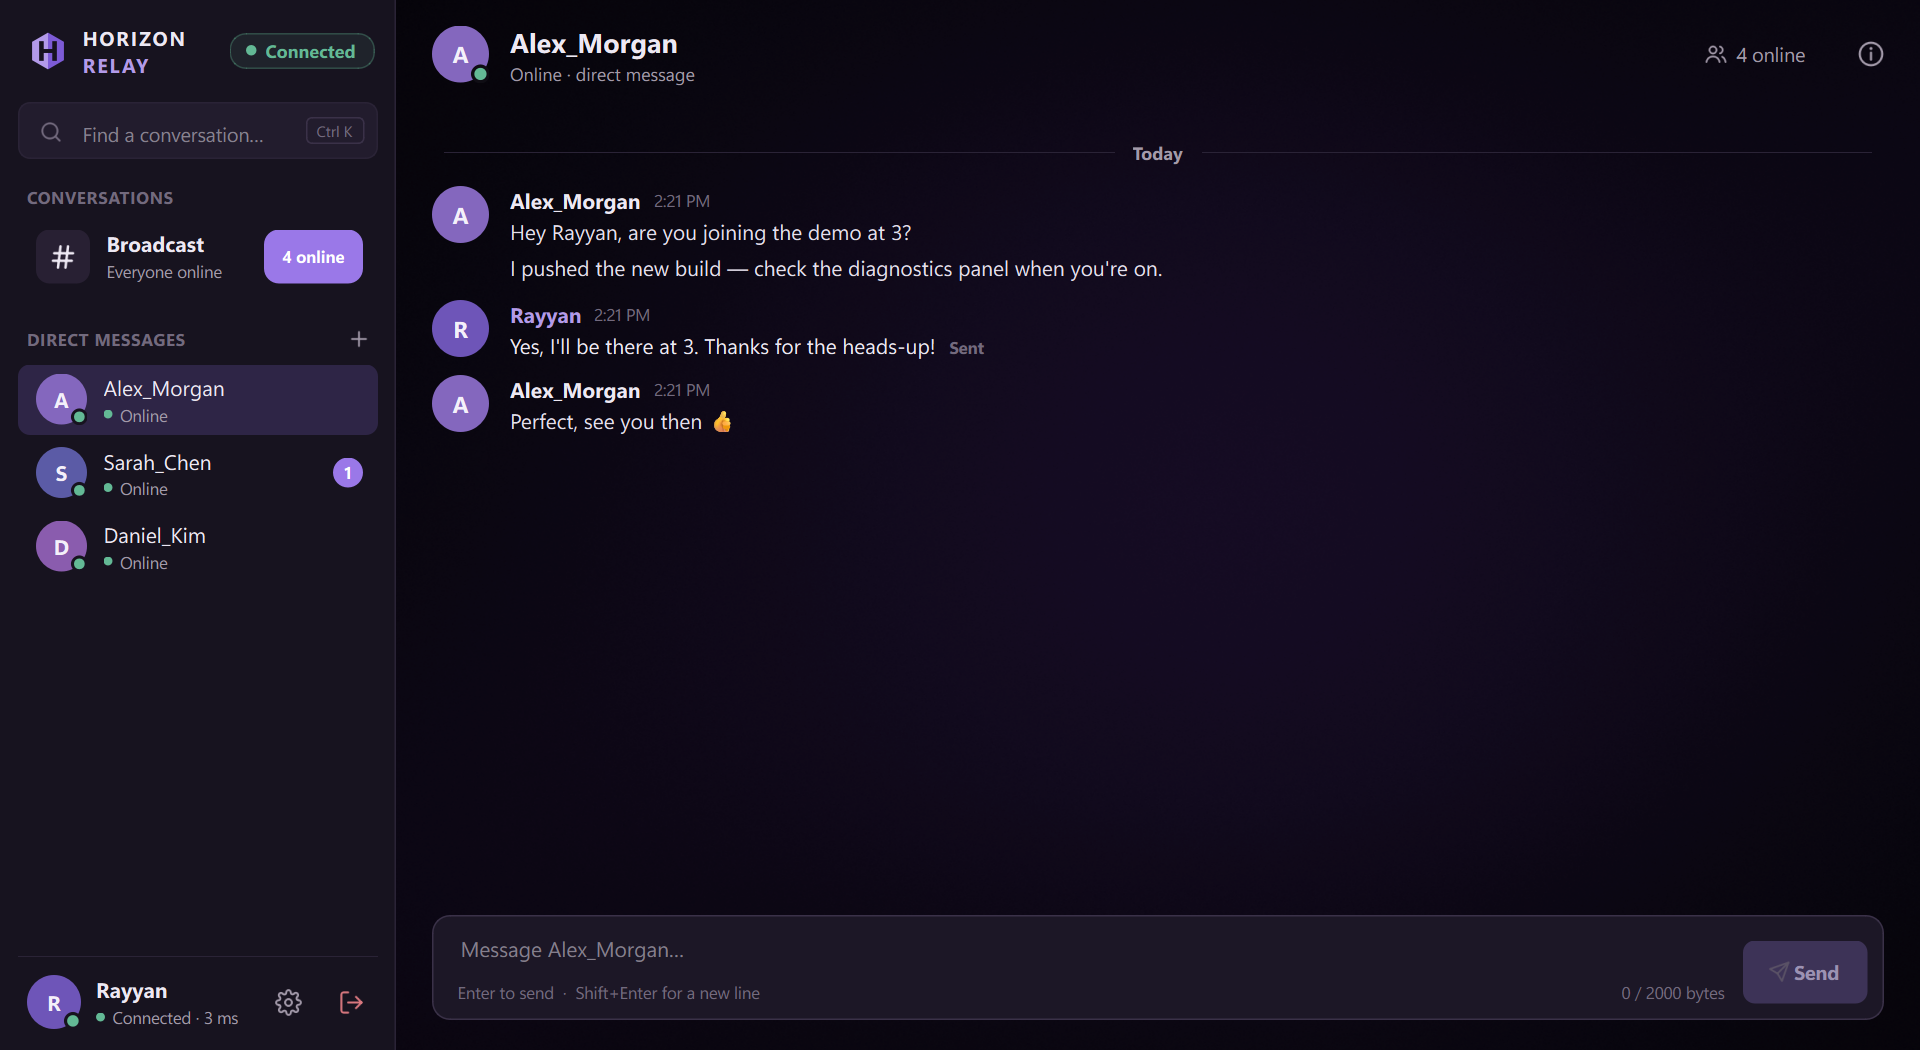 HORIZON
RELAY
Connected
Find a conversation...
Ctrl K
CONVERSATIONS
#
Broadcast
Everyone online
4 online
DIRECT MESSAGES
A
Alex_Morgan
Online
S
Sarah_Chen
Online
1
D
Daniel_Kim
Online
R
Rayyan
Connected · 3 ms
A
Alex_Morgan
Online · direct message
4 online
Today
A
Alex_Morgan 2:21 PM
Hey Rayyan, are you joining the demo at 3?
I pushed the new build — check the diagnostics panel when you're on.
R
Rayyan 2:21 PM
Yes, I'll be there at 3. Thanks for the heads-up! Sent
A
Alex_Morgan 2:21 PM
Perfect, see you then 👍
Message Alex_Morgan...
Enter to send · Shift+Enter for a new line
0 / 2000 bytes
Send